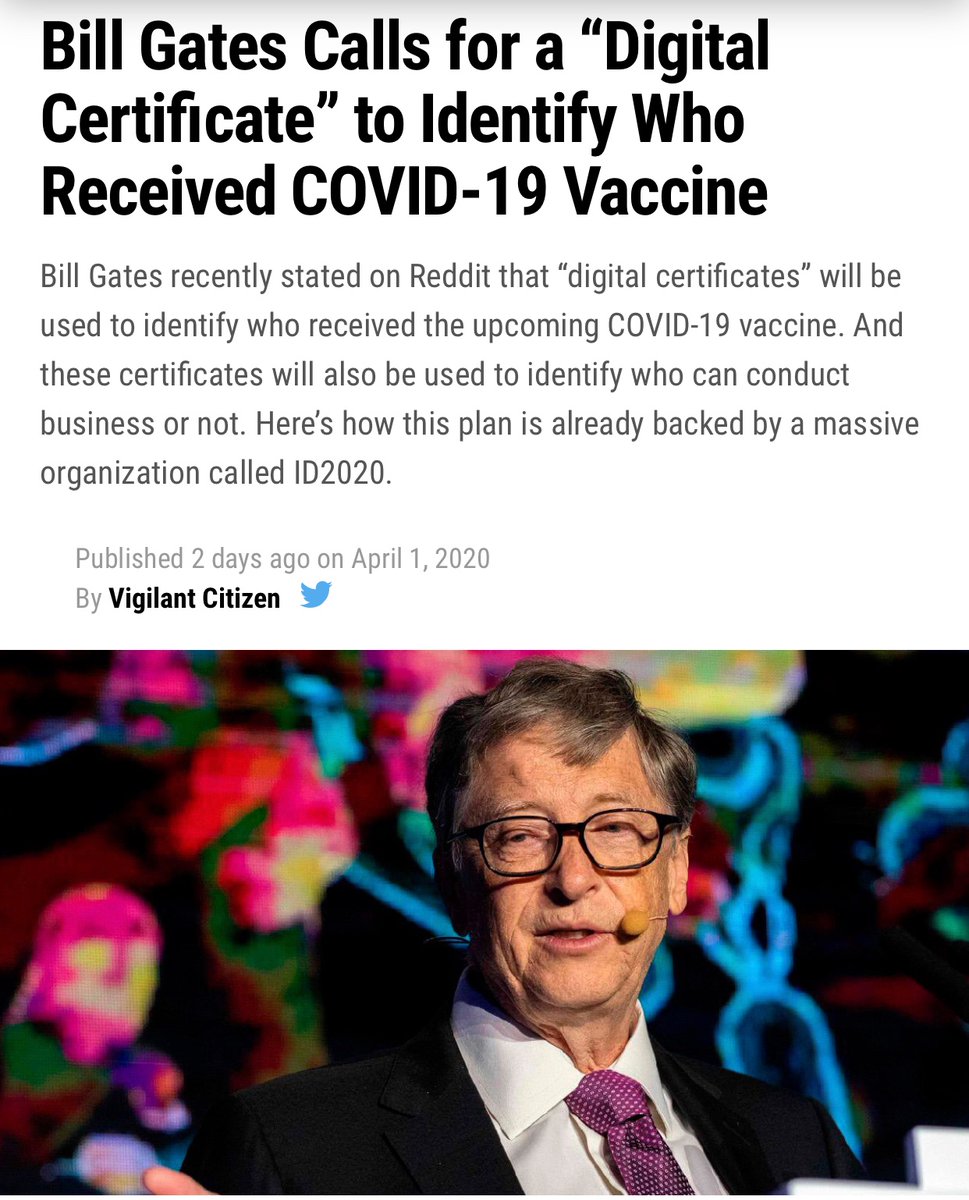 Bill Gates Calls for a “Digital
Certificate” to Identify Who
Received COVID-19 Vaccine
Bill Gates recently stated on Reddit that “digital certificates” will be
used to identify who received the upcoming COVID-19 vaccine. And
these certificates will also be used to identify who can conduct
business or not. Here’s how this plan is already backed by a massive
organization called ID2020.
Published 2 days ago on April 1, 2020
By Vigilant Citizen